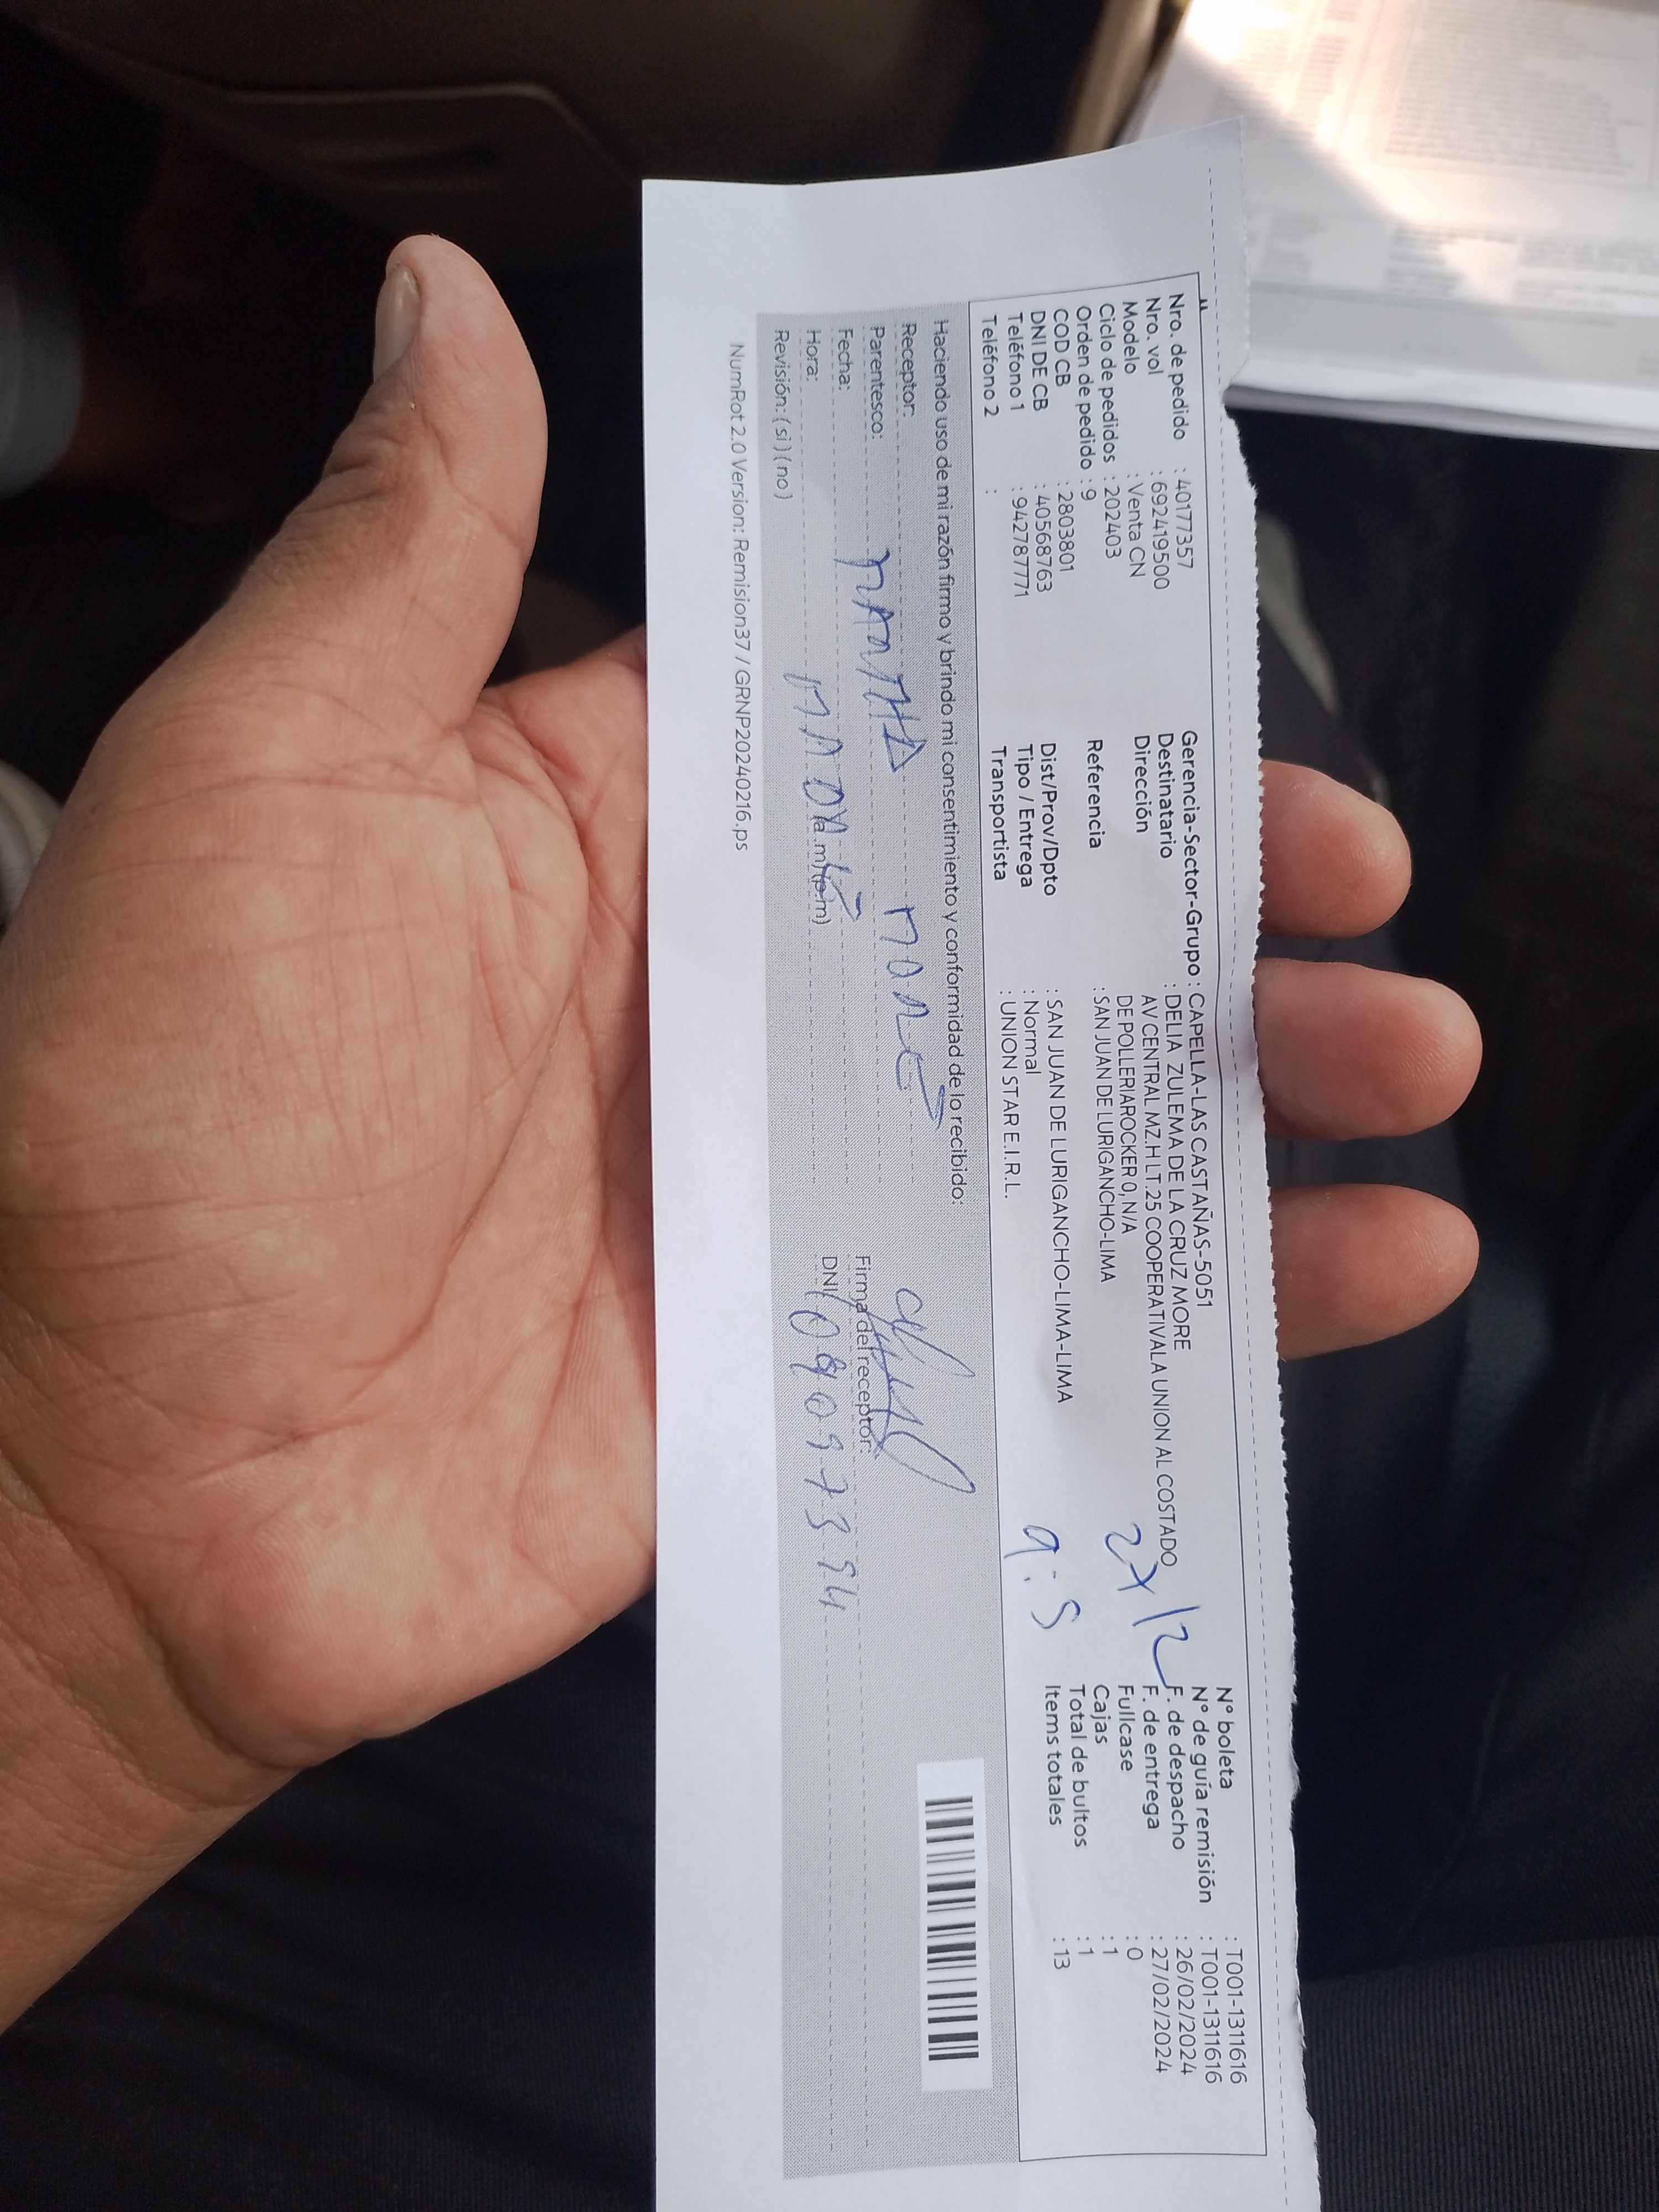 Nro. de pedido : 40177357
Nro. vol : 692419500
Modelo : Venta CN
Ciclo de pedidos : 202403
Orden de pedido : 9
COD CB : 2803801
DNI DE CB : 40568763
Teléfono 1 : 942787771
Teléfono 2 :
Gerencia-Sector-Grupo : CAPELLA-LAS CASTAÑAS-5051
Destinatario : DELIA ZULEMA DE LA CRUZ MORE
Dirección AV CENTRAL MZ.H LT.25 COOPERATIVALA UNION AL COSTADO
DE POLLERIAROCKER 0, N/A
Referencia : SAN JUAN DE LURIGANCHO-LIMA
Dist/Prov/Dpto : SAN JUAN DE LURIGANCHO-LIMA-LIMA
Tipo / Entrega : Normal
Transportista : UNION STAR E.I.R.L.
27/2
9:5
N° boleta : T001-1311616
N° de guía remisión : T001-1311616
F. de despacho : 26/02/2024
F. de entrega : 27/02/2024
Fullcase : 0
Cajas : 1
Total de bultos : 1
Items totales : 13
Haciendo uso de mi razón firmo y brindo mi consentimiento y conformidad de lo recibido:
Receptor: MARTHA MORE
Parentesco:
Fecha:
Hora: (a.m) (p.m)
Revisión: (si) (no)
Firma del receptor:
DNI
NumRot 2.0 Version: Remision37 / GRNP20240216.ps